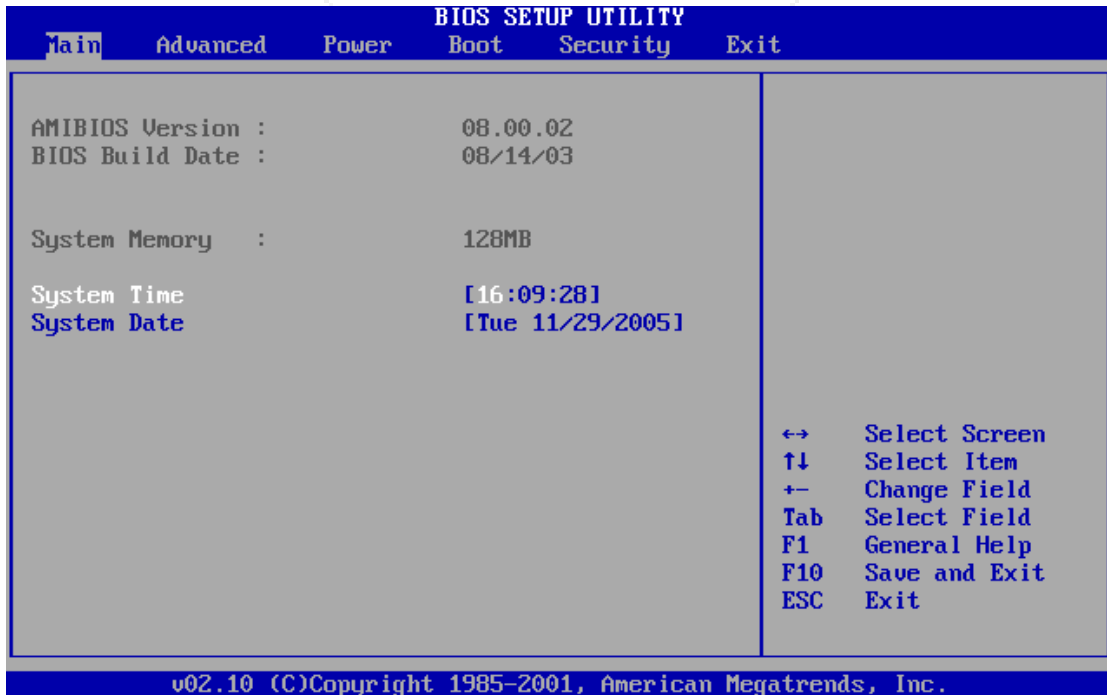 BIOS SETUP UTILITY
Main Advanced Power Boot Security Exit
AMIBIOS Version : 08.00.02
BIOS Build Date : 08/14/03
System Memory : 128MB
System Time [16:09:28]
System Date [Tue 11/29/2005]
←→ Select Screen
↑↓ Select Item
+- Change Field
Tab Select Field
F1 General Help
F10 Save and Exit
ESC Exit
v02.10 (C)Copyright 1985-2001, American Megatrends, Inc.